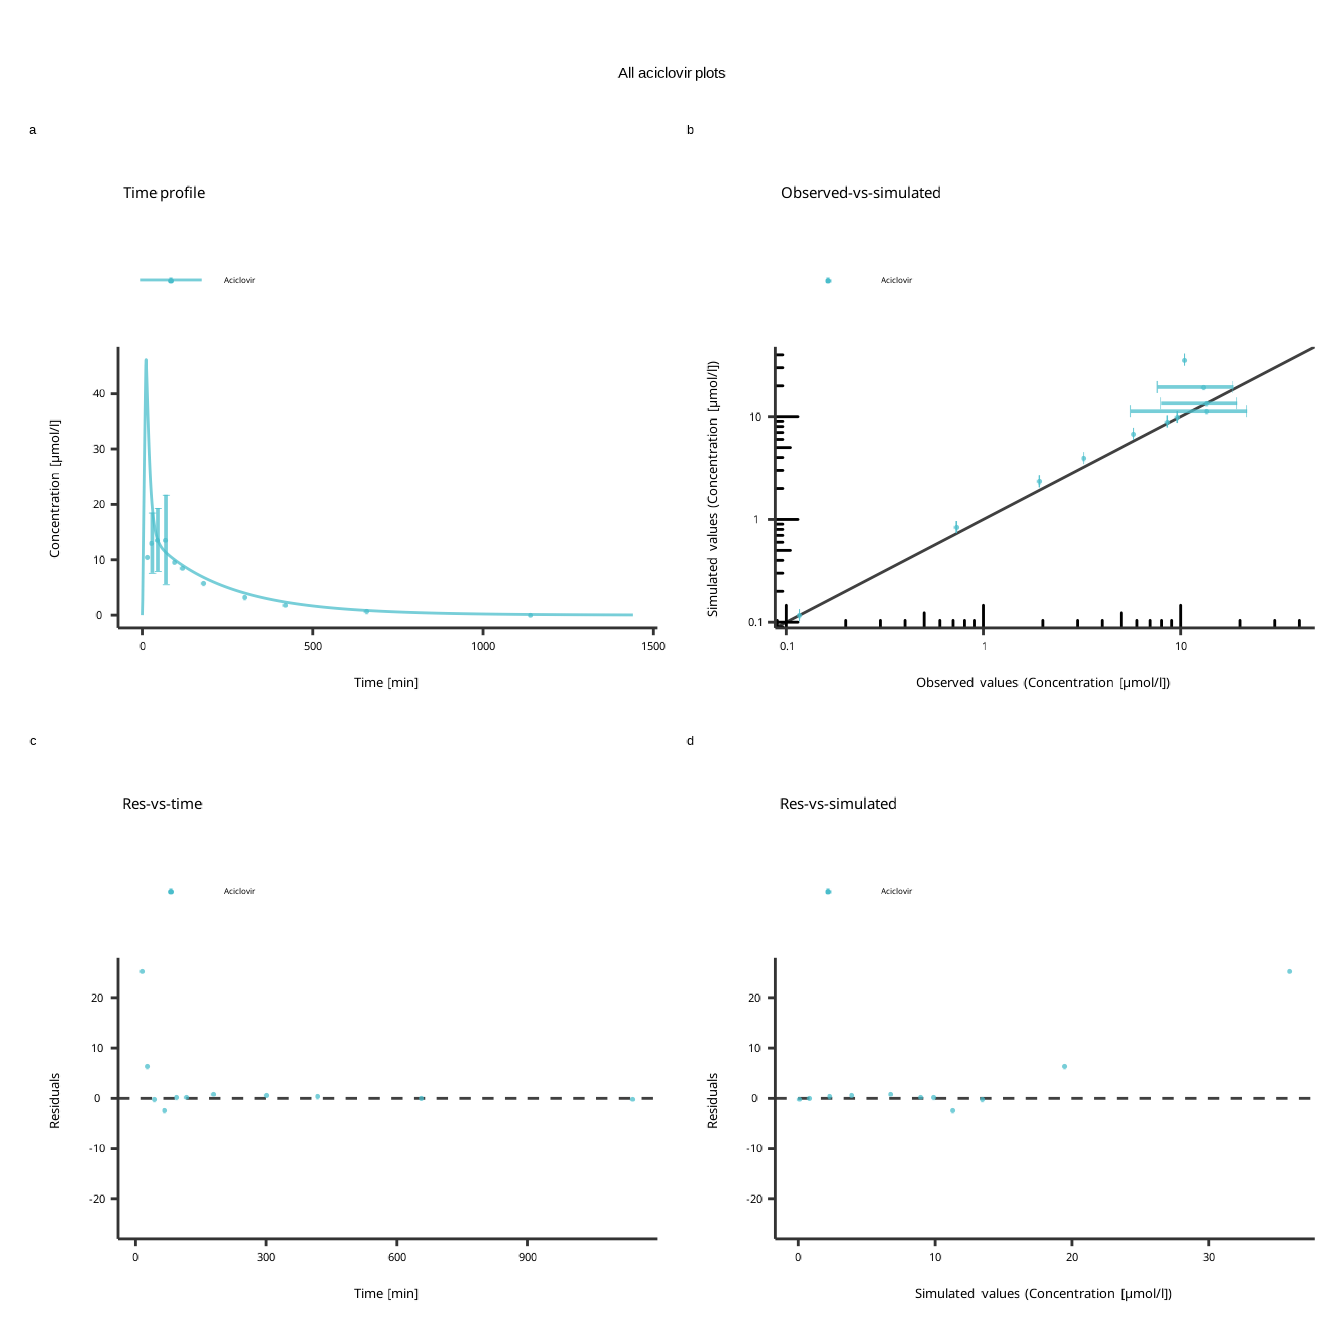 All aciclovir plots
a
Time profile
Aciclovir
Concentration [µmol/l]
40
30
20
10
0
0 500 1000 1500
Time [min]
b
Observed-vs-simulated
Aciclovir
Simulated values (Concentration [µmol/l])
10
1
0.1
0.1 1 10
Observed values (Concentration [µmol/l])
c
Res-vs-time
Aciclovir
Residuals
20
10
0
-10
-20
0 300 600 900
Time [min]
d
Res-vs-simulated
Aciclovir
Residuals
20
10
0
-10
-20
0 10 20 30
Simulated values (Concentration [µmol/l])